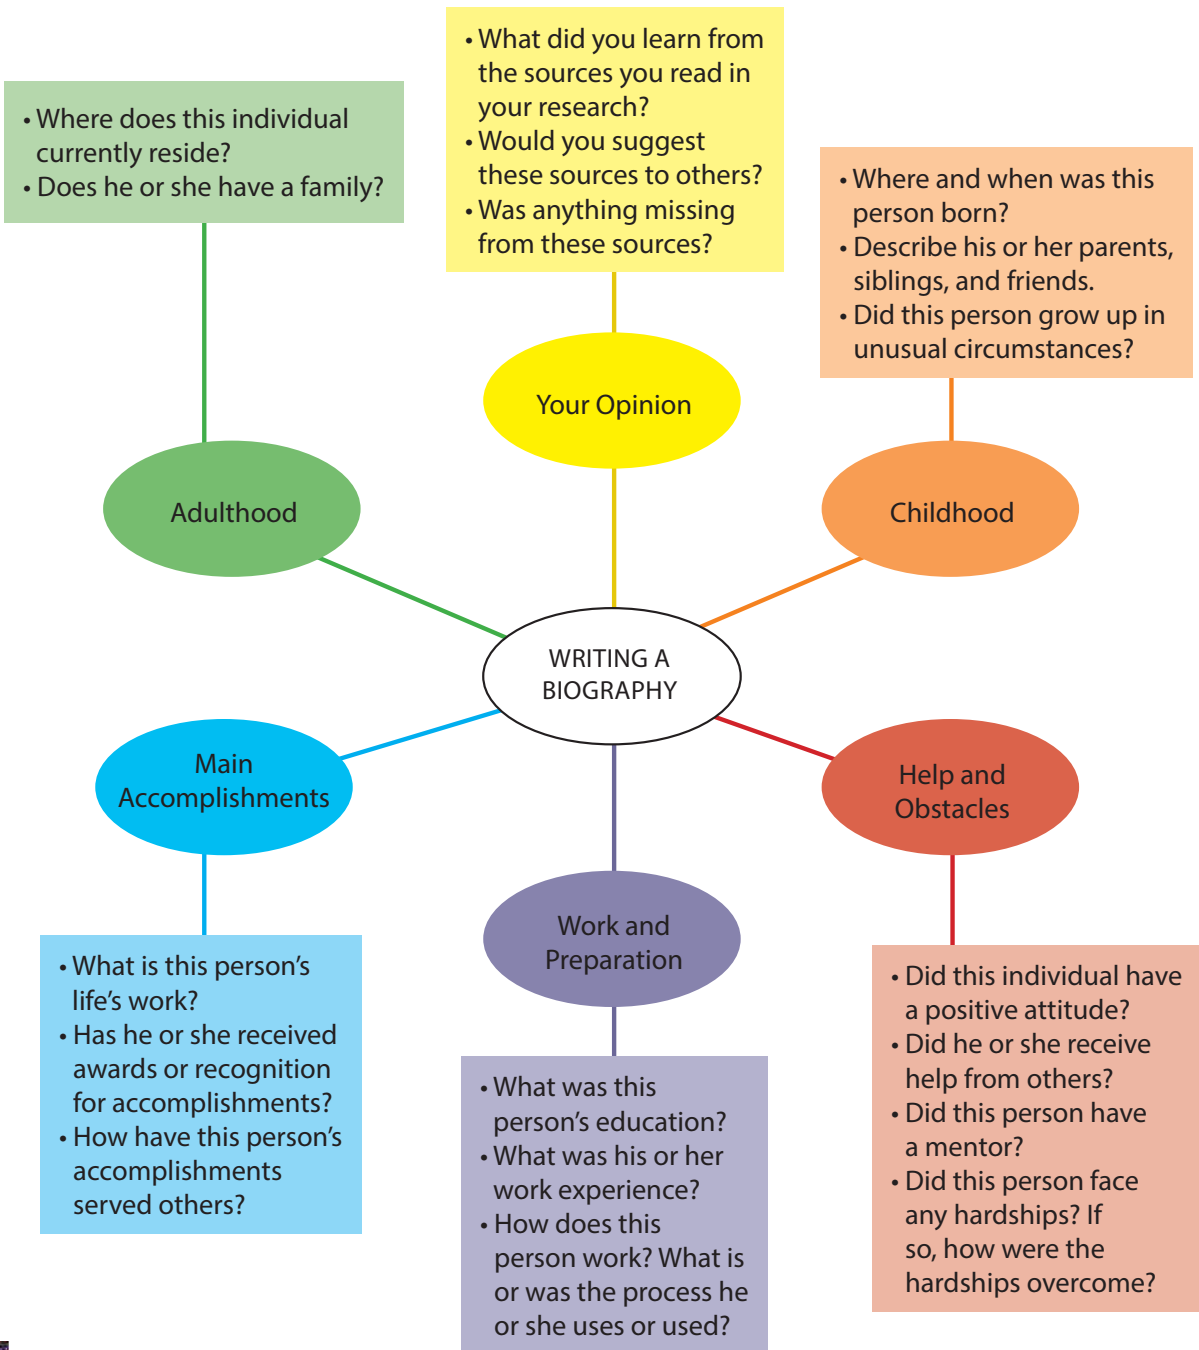 • What did you learn from
the sources you read in
your research?
• Would you suggest
these sources to others?
• Was anything missing
from these sources?
• Where does this individual
currently reside?
• Does he or she have a family?
• Where and when was this
person born?
• Describe his or her parents,
siblings, and friends.
• Did this person grow up in
unusual circumstances?
Your Opinion
Adulthood
Childhood
WRITING A
BIOGRAPHY
Main
Accomplishments
Help and
Obstacles
Work and
Preparation
• What is this person’s
life’s work?
• Has he or she received
awards or recognition
for accomplishments?
• How have this person’s
accomplishments
served others?
• What was this
person’s education?
• What was his or her
work experience?
• How does this
person work? What is
or was the process he
or she uses or used?
• Did this individual have
a positive attitude?
• Did he or she receive
help from others?
• Did this person have
a mentor?
• Did this person face
any hardships? If
so, how were the
hardships overcome?